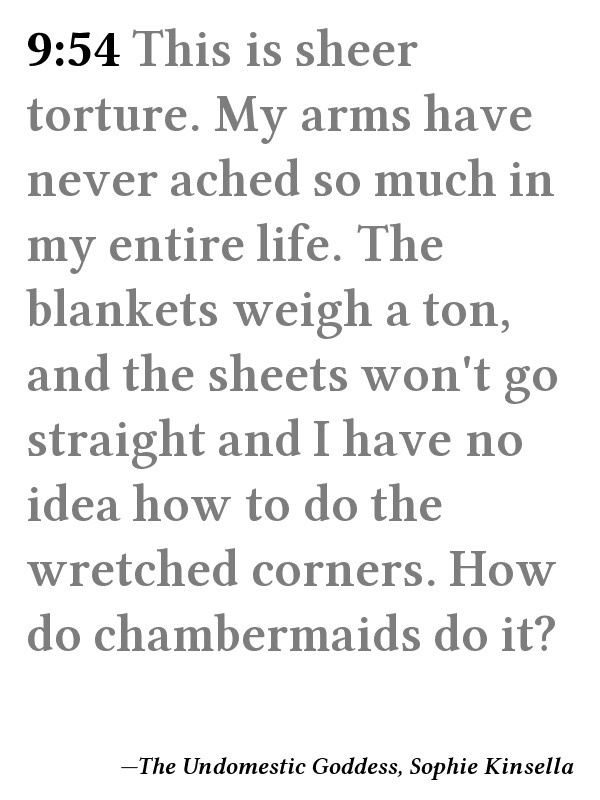 9:54 This is sheer
torture. My arms have
never ached so much in
my entire life. The
blankets weigh a ton,
and the sheets won't go
straight and I have no
idea how to do the
wretched corners. How
do chambermaids do it?
—The Undomestic Goddess, Sophie Kinsella